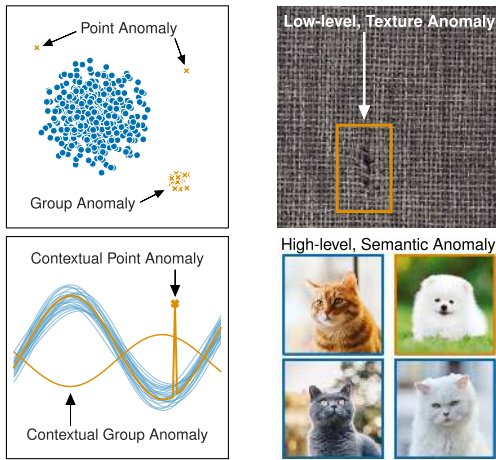 Point Anomaly
Group Anomaly
Low-level, Texture Anomaly
Contextual Point Anomaly
Contextual Group Anomaly
High-level, Semantic Anomaly